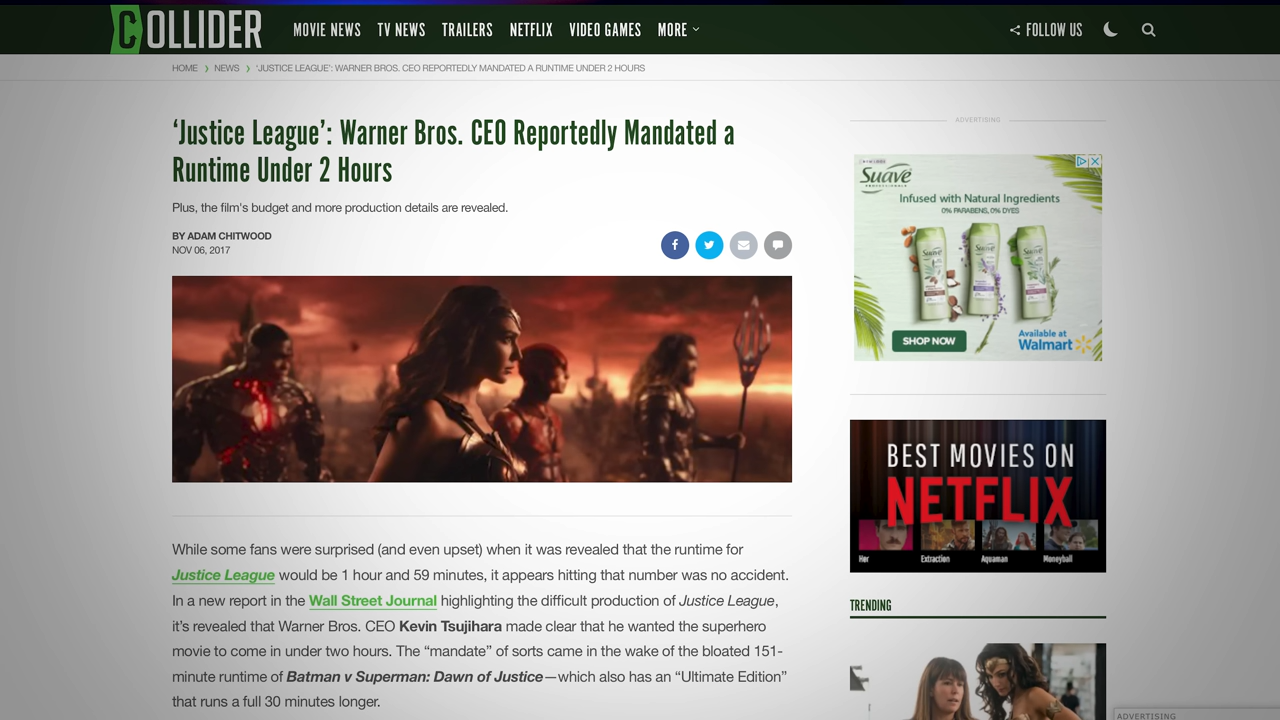 COLLIDER
MOVIE NEWS TV NEWS TRAILERS NETFLIX VIDEO GAMES MORE
FOLLOW US
HOME NEWS 'JUSTICE LEAGUE': WARNER BROS. CEO REPORTEDLY MANDATED A RUNTIME UNDER 2 HOURS
‘Justice League’: Warner Bros. CEO Reportedly Mandated a
Runtime Under 2 Hours
Plus, the film's budget and more production details are revealed.
BY ADAM CHITWOOD
NOV 06, 2017
While some fans were surprised (and even upset) when it was revealed that the runtime for
Justice League would be 1 hour and 59 minutes, it appears hitting that number was no accident.
In a new report in the Wall Street Journal highlighting the difficult production of Justice League,
it’s revealed that Warner Bros. CEO Kevin Tsujihara made clear that he wanted the superhero
movie to come in under two hours. The “mandate” of sorts came in the wake of the bloated 151-
minute runtime of Batman v Superman: Dawn of Justice—which also has an “Ultimate Edition”
that runs a full 30 minutes longer.
ADVERTISING
Suave
PROFESSIONALS
Infused with Natural Ingredients
0% PARABENS, 0% DYES
SHOP NOW
Available at
Walmart
BEST MOVIES ON
NETFLIX
Her Extraction Aquaman Moneyball
TRENDING
ADVERTISING